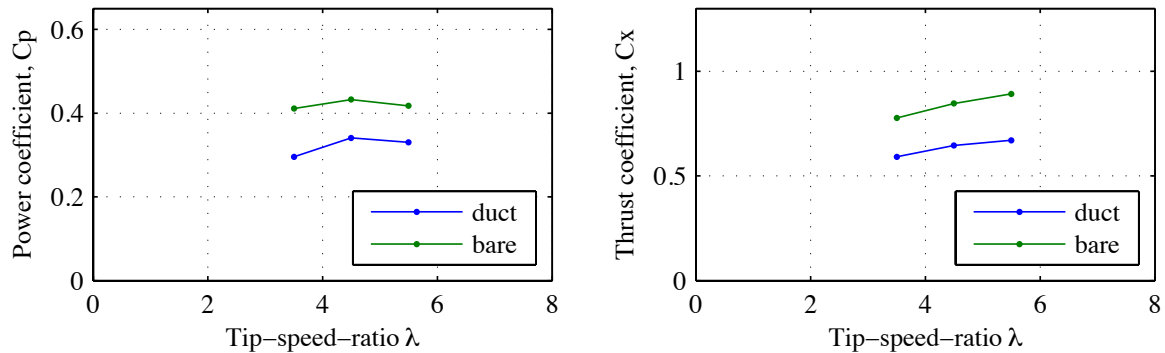 Power coefficient, Cp
0.6
0.4
0.2
0
0 2 4 6 8
duct
bare
Tip−speed−ratio λ
Thrust coefficient, Cx
1
0.5
0
0 2 4 6 8
duct
bare
Tip−speed−ratio λ